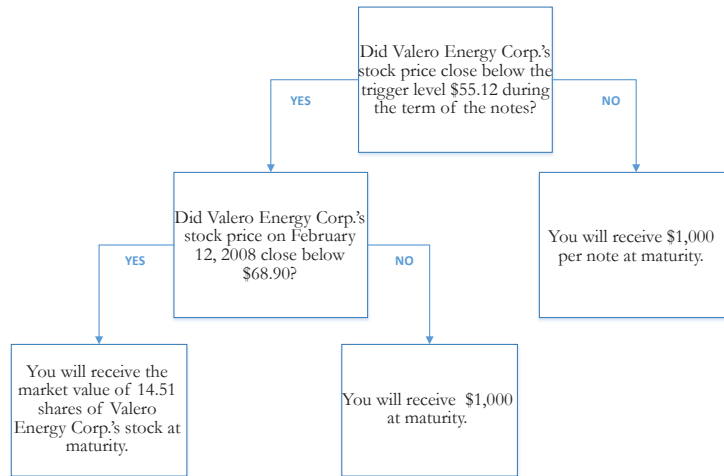 Did Valero Energy Corp.'s
stock price close below the
trigger level $55.12 during
the term of the notes?
YES
NO
Did Valero Energy Corp.'s
stock price on February
12, 2008 close below
$68.90?
You will receive $1,000
per note at maturity.
YES
NO
You will receive the
market value of 14.51
shares of Valero
Energy Corp.'s stock at
maturity.
You will receive $1,000
at maturity.